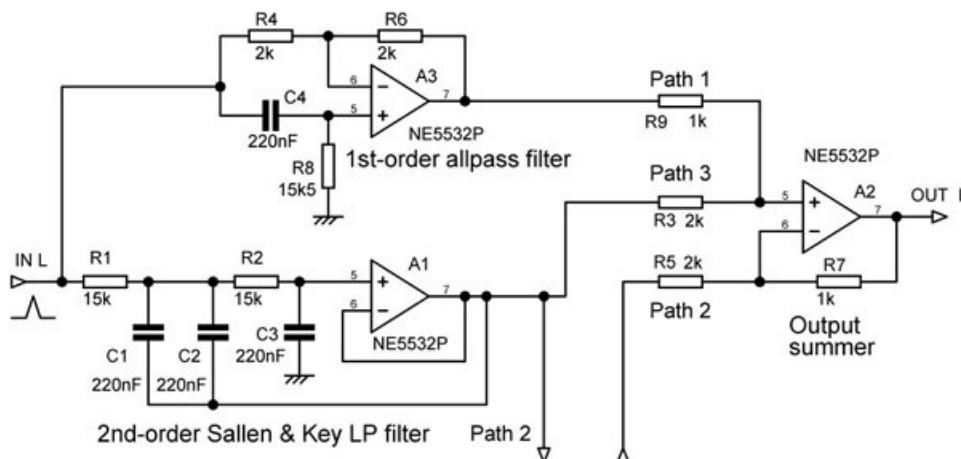 R4
2k
R6
2k
6
5
7
A3
C4
220nF
NE5532P
R8
15k5
1st-order allpass filter
Path 1
R9 1k
Path 3
R3 2k
NE5532P
5
6
7
A2
R5 2k
Path 2
R7
1k
Output
summer
IN L
R1
15k
R2
15k
5
6
7
A1
NE5532P
C1
220nF
C2
220nF
C3
220nF
2nd-order Sallen & Key LP filter
Path 2